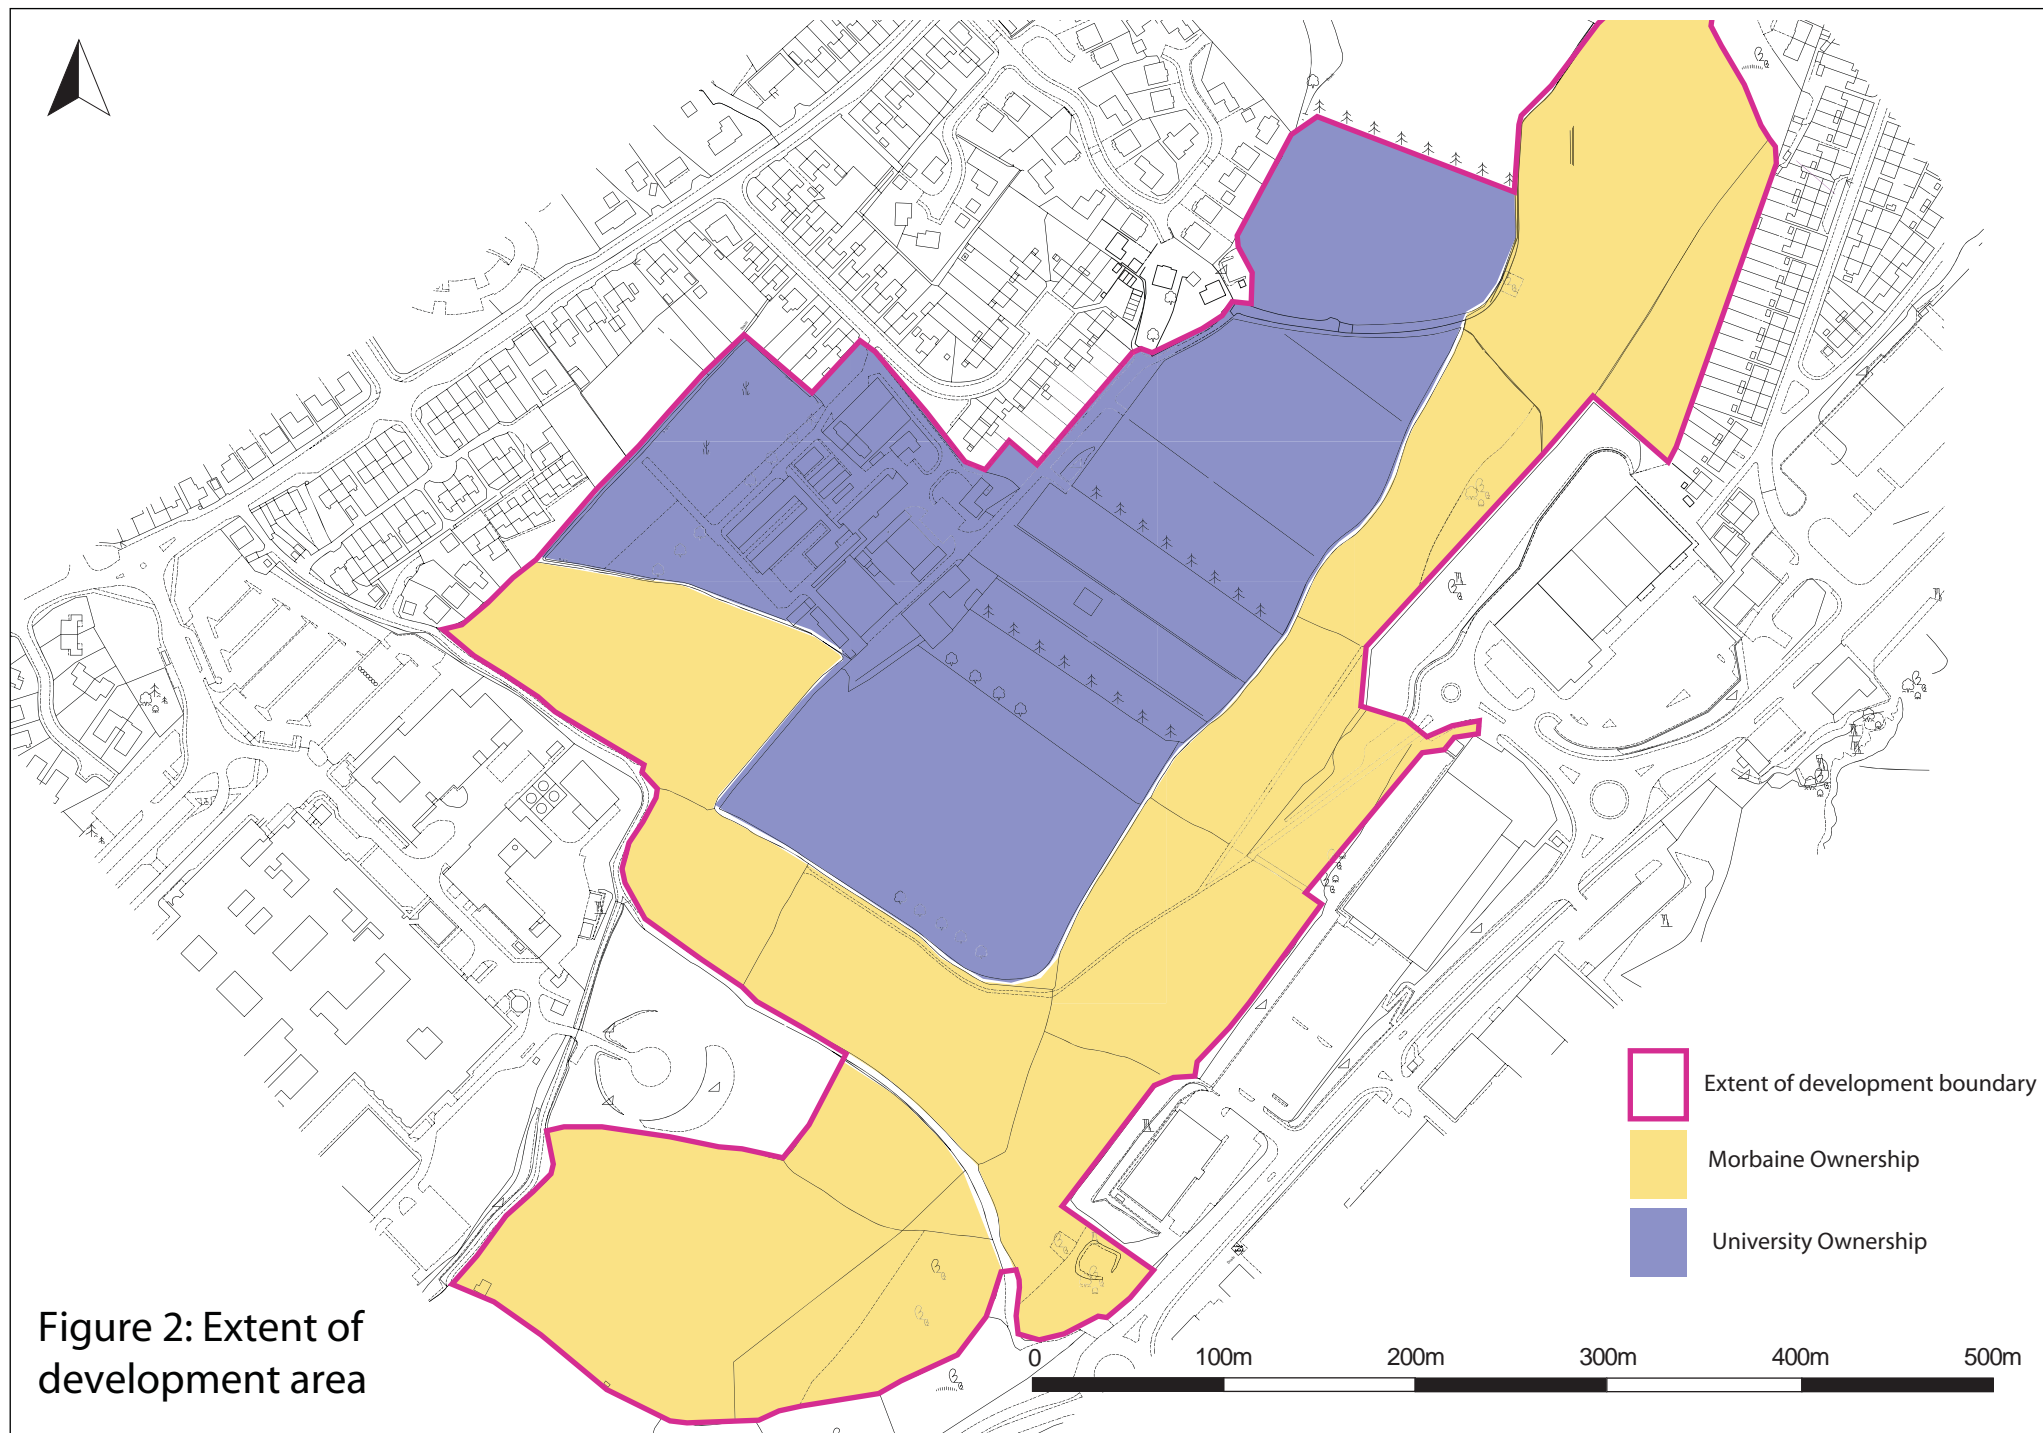 Extent of development boundary
Morbaine Ownership
University Ownership
Figure 2: Extent of
development area
0 100m 200m 300m 400m 500m